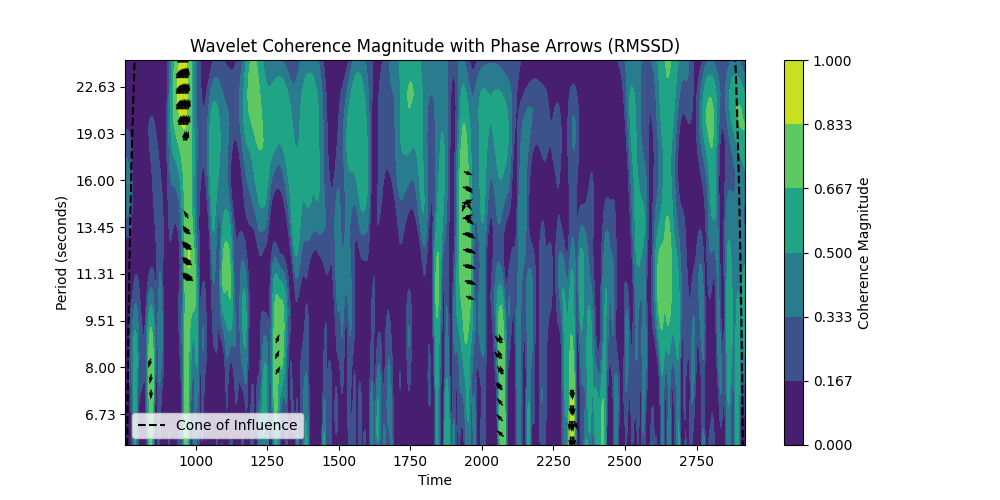 Wavelet Coherence Magnitude with Phase Arrows (RMSSD)
Period (seconds)
22.63
19.03
16.00
13.45
11.31
9.51
8.00
6.73
Cone of Influence
1000 1250 1500 1750 2000 2250 2500 2750
Time
1.000
0.833
0.667
0.500
0.333
0.167
0.000
Coherence Magnitude